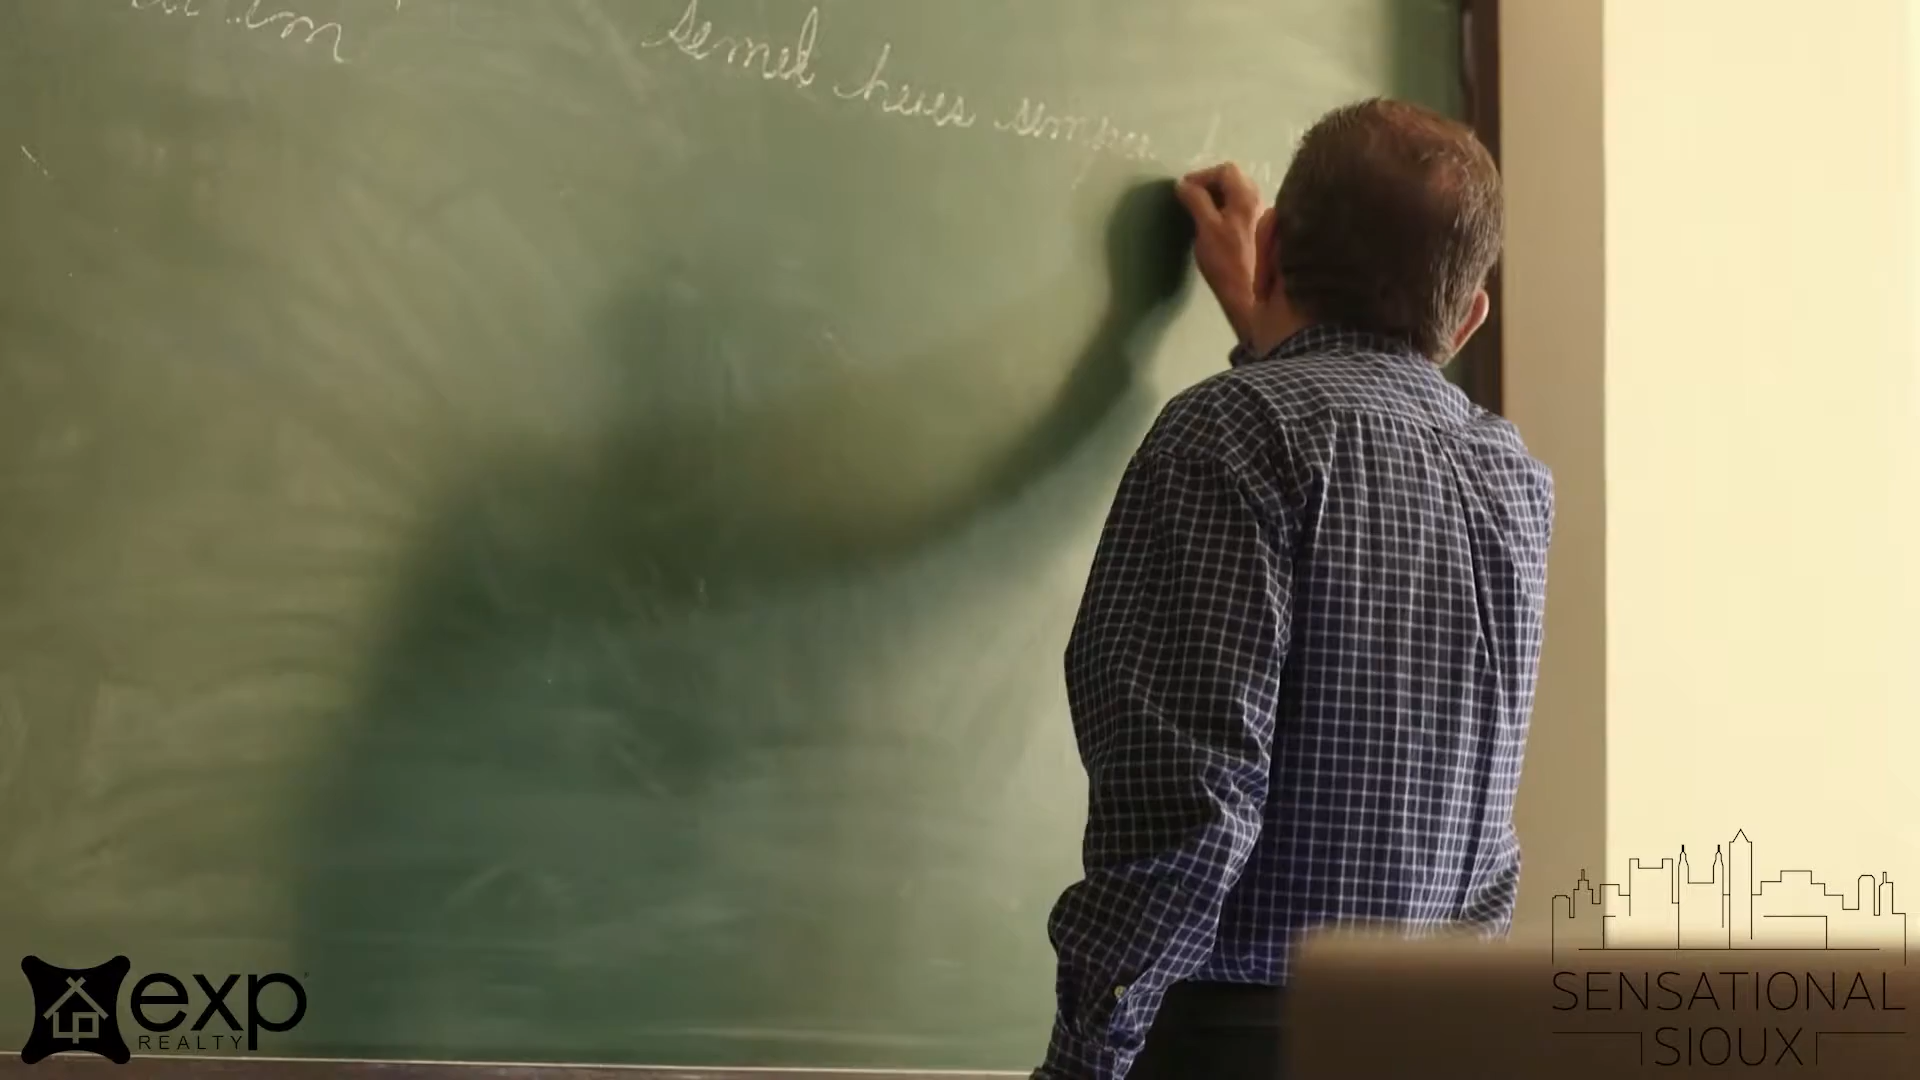 semel heres semper
exp
REALTY
SENSATIONAL
SIOUX